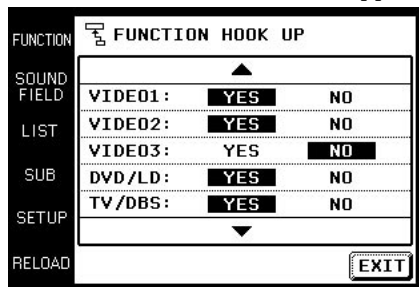 FUNCTION
SOUND
FIELD
LIST
SUB
SETUP
RELOAD
FUNCTION HOOK UP
VIDEO1: YES NO
VIDEO2: YES NO
VIDEO3: YES NO
DVD/LD: YES NO
TV/DBS: YES NO
EXIT